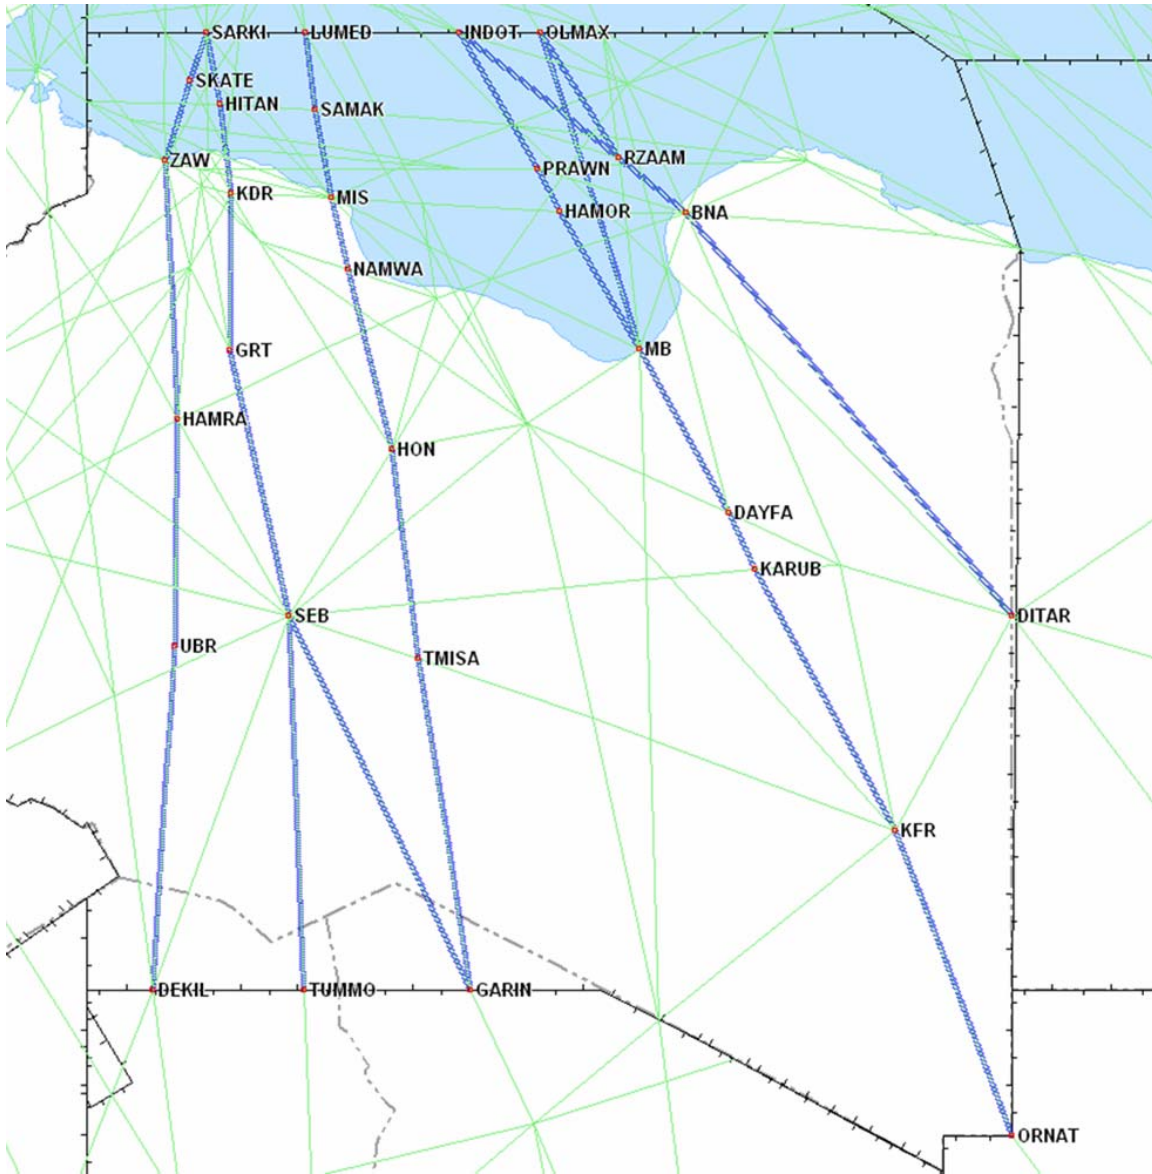 SARKI
LUMED
INDOT
OLMAX
SKATE
HITAN
SAMAK
ZAW
RZAAM
PRAWN
KDR
MIS
HAMOR
BNA
NAMWA
GRT
MB
HAMRA
HON
DAYFA
KARUB
SEB
DITAR
UBR
TMISA
KFR
DEKIL
TUMMO
GARIN
ORNAT